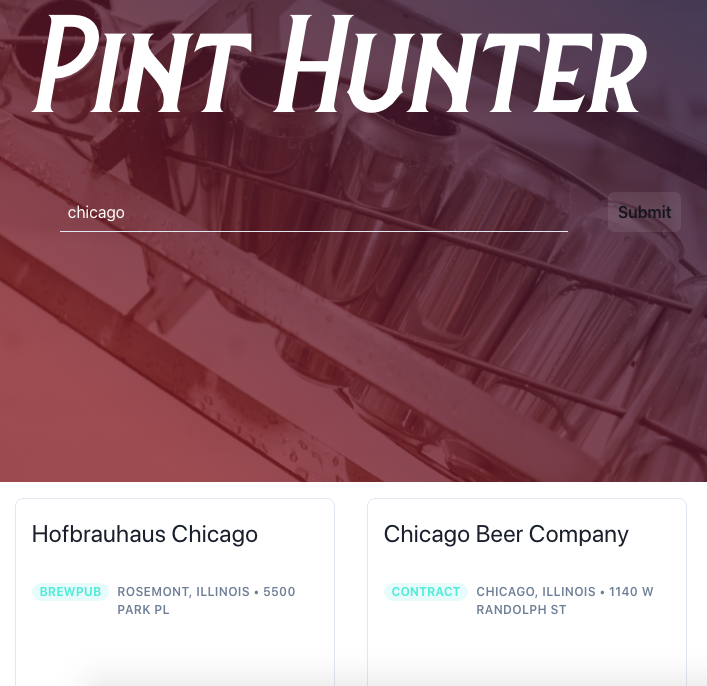 PINT HUNTER
chicago
Submit
Hofbrauhaus Chicago
Chicago Beer Company
BREWPUB
ROSEMONT, ILLINOIS • 5500
PARK PL
CONTRACT
CHICAGO, ILLINOIS • 1140 W
RANDOLPH ST